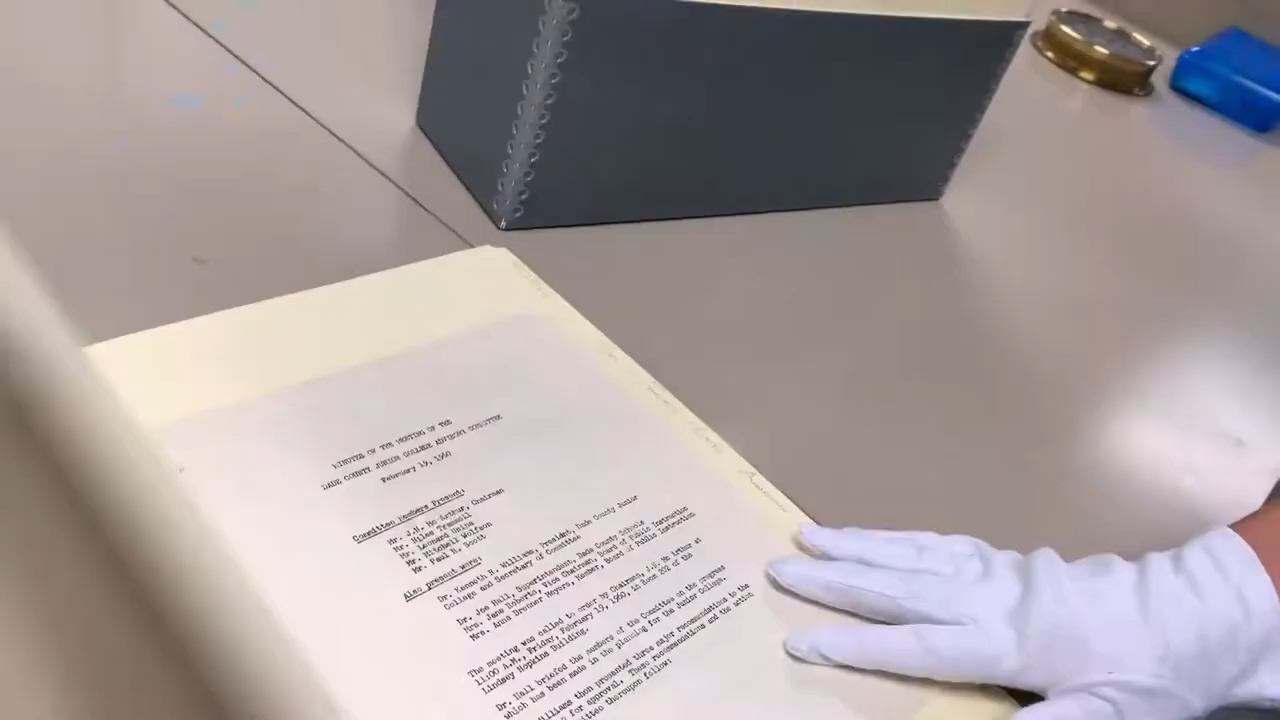 MINUTES OF THE MEETING OF THE
DADE COUNTY JUNIOR COLLEGE ADVISORY COMMITTEE
February 19, 1960
Committee Members Present:
Mr. J.N. Mc Arthur, Chairman
Mr. Niles Trammell
Mr. Leonard Usina
Mr. Mitchell Wolfson
Mr. Paul R. Scott
Also present were:
Dr. Kenneth R. Williams, President, Dade County Junior
College and Secretary of Committee
Dr. Joe Hall, Superintendent, Dade County Schools
Mrs. Jane Roberts, Vice Chairman, Board of Public Instruction
Mrs. Anna Brenner Meyers, Member, Board of Public Instruction
The meeting was called to order by Chairman, J.N. Mc Arthur at
11:00 A.M., Friday, February 19, 1960, in Room 202 of the
Lindsey Hopkins Building.
Dr. Hall briefed the members of the Committee on the progress
which has been made in the planning for the Junior College.
Williams then presented three major recommendations to the
for approval. These recommendations and the action
thereupon follow: